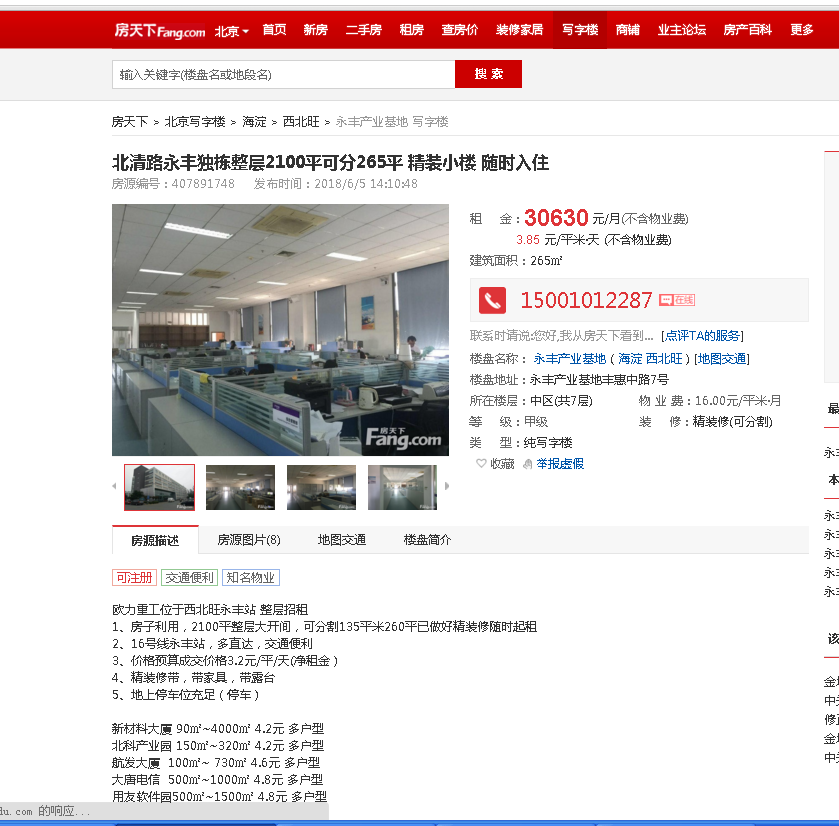 房天下Fang.com 北京 首页 新房 二手房 租房 查房价 装修家居 写字楼 商铺 业主论坛 房产百科 更多
输入关键字(楼盘名或地段名) 搜索
房天下 > 北京写字楼 > 海淀 > 西北旺 > 永丰产业基地 写字楼
北清路永丰独栋整层2100平可分265平 精装小楼 随时入住
房源编号：407891748 发布时间：2018/6/5 14:10:48
租 金：30630 元/月(不含物业费)
3.85 元/平米·天 (不含物业费)
建筑面积：265㎡
15001012287 在线
联系时请说:您好,我从房天下看到... [点评TA的服务]
楼盘名称： 永丰产业基地 ( 海淀 西北旺 ) [地图交通]
楼盘地址：永丰产业基地丰惠中路7号
所在楼层：中区(共7层) 物 业 费：16.00元/平米·月
等 级：甲级 装 修：精装修(可分割)
类 型：纯写字楼
收藏 举报虚假
房天下
Fang.com
房源描述 房源图片(8) 地图交通 楼盘简介
可注册 交通便利 知名物业
欧力重工位于西北旺永丰站 整层招租
1、房子利用，2100平整层大开间，可分割135平米260平已做好精装修随时起租
2、16号线永丰站，多直达，交通便利
3、价格预算成交价格3.2元/平/天(净租金 )
4、精装修带，带家具，带露台
5、地上停车位充足 ( 停车 )
新材料大厦 90㎡~4000㎡ 4.2元 多户型
北科产业园 150㎡~320㎡ 4.2元 多户型
航发大厦 100㎡~ 730㎡ 4.6元 多户型
大唐电信 500㎡~1000㎡ 4.8元 多户型
用友软件园500㎡~1500㎡ 4.8元 多户型
du.com 的响应...
最
永
本
永
永
永
永
永
该
金
中
修
金
中